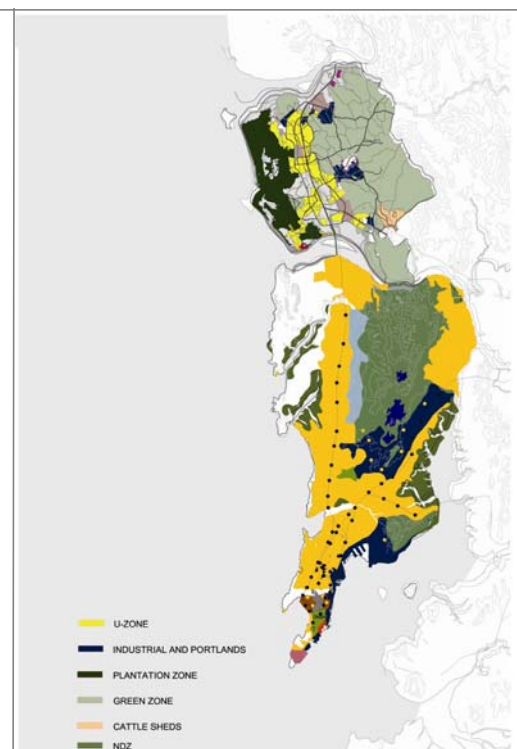 U-ZONE
INDUSTRIAL AND PORTLANDS
PLANTATION ZONE
GREEN ZONE
CATTLE SHEDS
NDZ